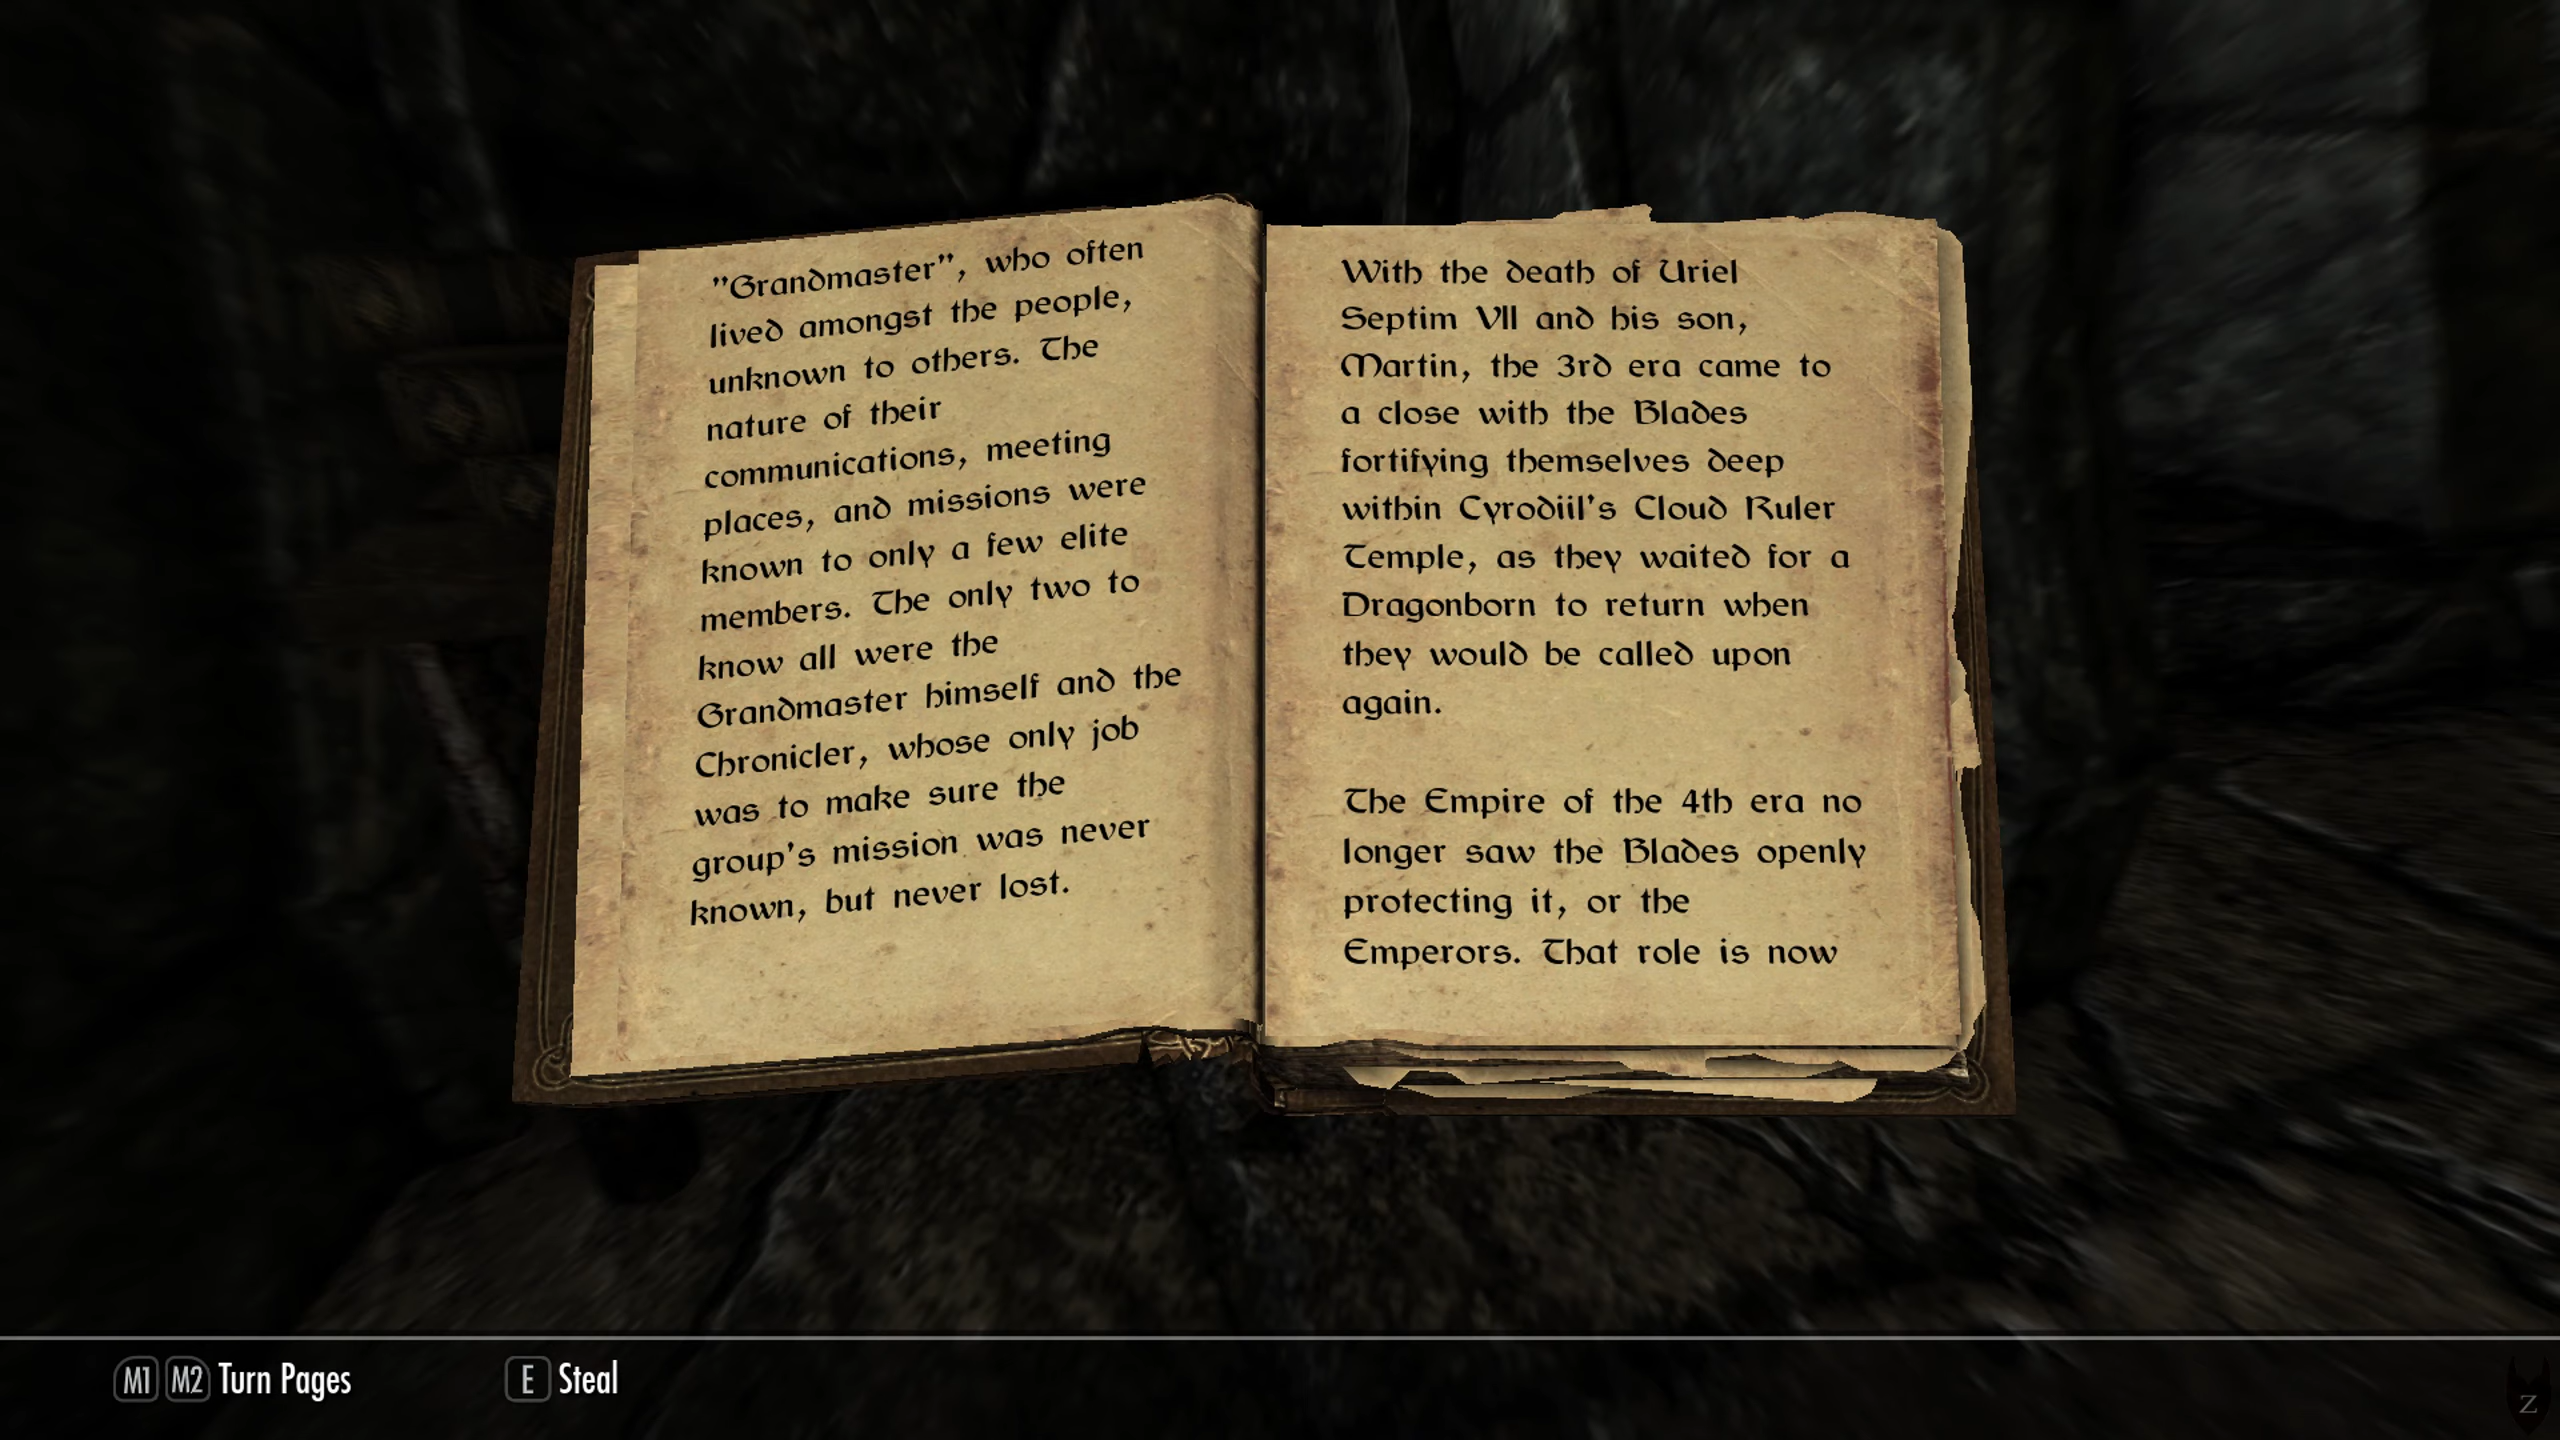 "Grandmaster", who often
lived amongst the people,
unknown to others. The
nature of their
communications, meeting
places, and missions were
known to only a few elite
members. The only two to
know all were the
Grandmaster himself and the
Chronicler, whose only job
was to make sure the
group's mission was never
known, but never lost.
With the death of Uriel
Septim VII and his son,
Martin, the 3rd era came to
a close with the Blades
fortifying themselves deep
within Cyrodiil's Cloud Ruler
Temple, as they waited for a
Dragonborn to return when
they would be called upon
again.
The Empire of the 4th era no
longer saw the Blades openly
protecting it, or the
Emperors. That role is now
M1 M2 Turn Pages
E Steal
Z